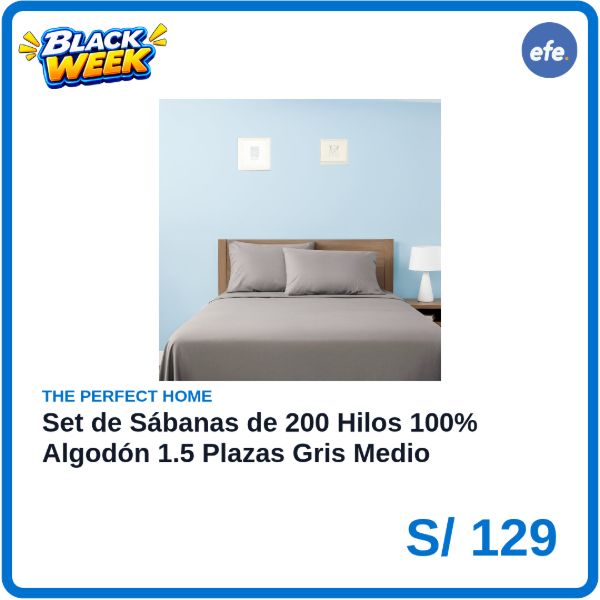 BLACK
WEEK
efe.
THE PERFECT HOME
Set de Sábanas de 200 Hilos 100%
Algodón 1.5 Plazas Gris Medio
S/ 129